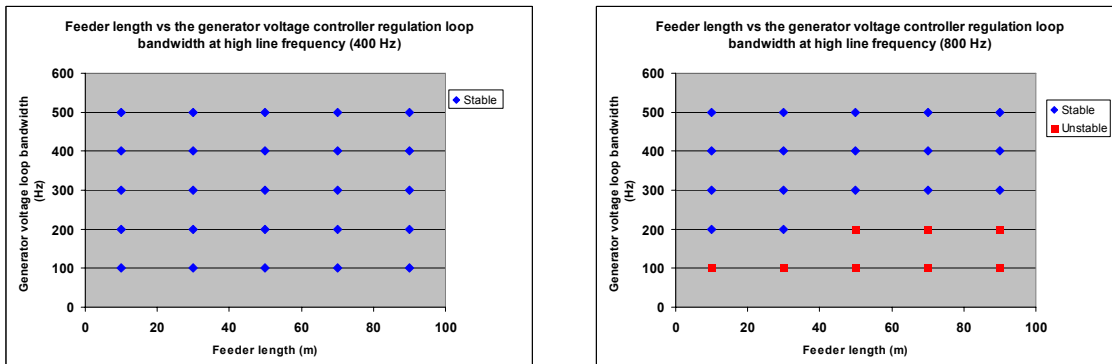 Feeder length vs the generator voltage controller regulation loop
bandwidth at high line frequency (400 Hz)
Generator voltage loop bandwidth
(Hz)
600
500
400
300
200
100
0
0 20 40 60 80 100
Feeder length (m)
Stable
Feeder length vs the generator voltage controller regulation loop
bandwidth at high line frequency (800 Hz)
Generator voltage loop bandwidth
(Hz)
600
500
400
300
200
100
0
0 20 40 60 80 100
Feeder length (m)
Stable
Unstable